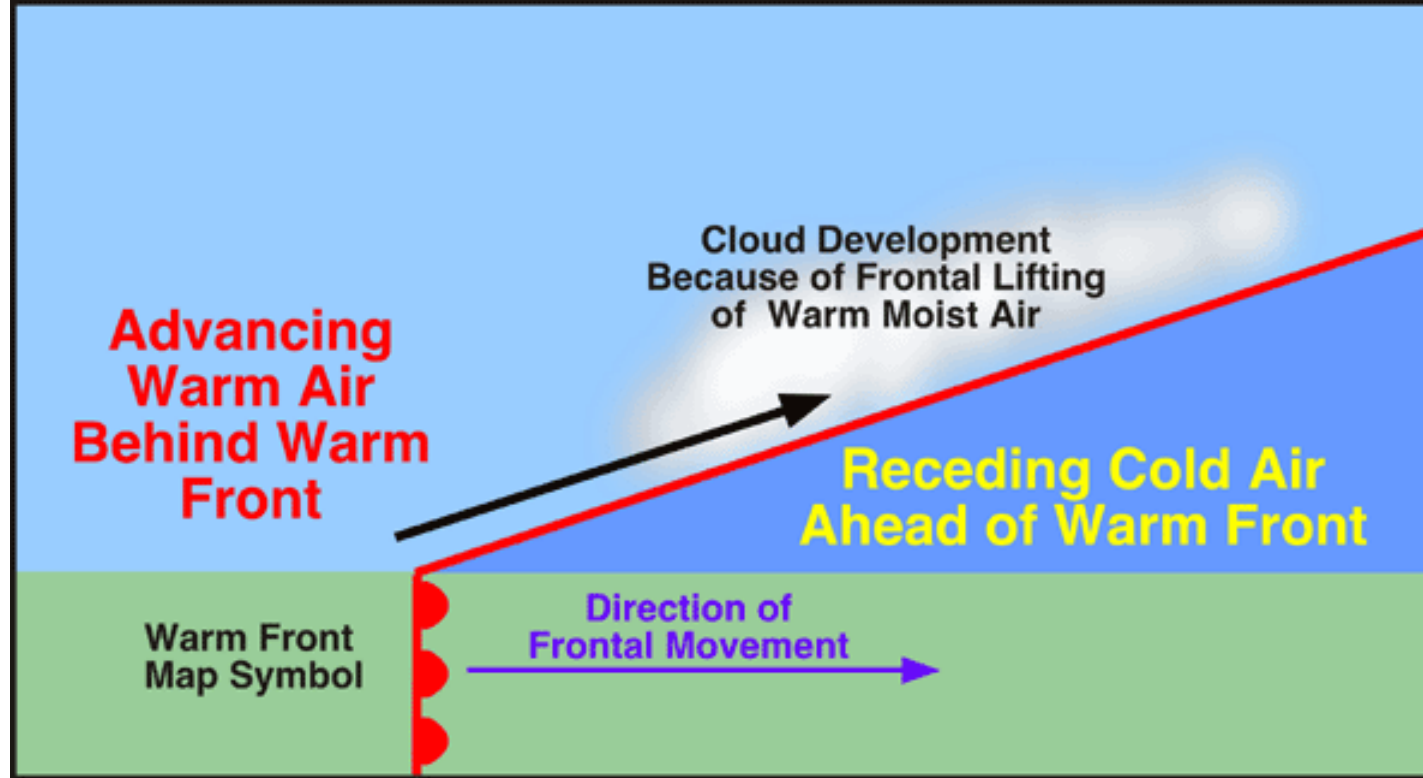 Cloud Development
Because of Frontal Lifting
of Warm Moist Air
Advancing
Warm Air
Behind Warm
Front
Receding Cold Air
Ahead of Warm Front
Direction of
Frontal Movement
Warm Front
Map Symbol